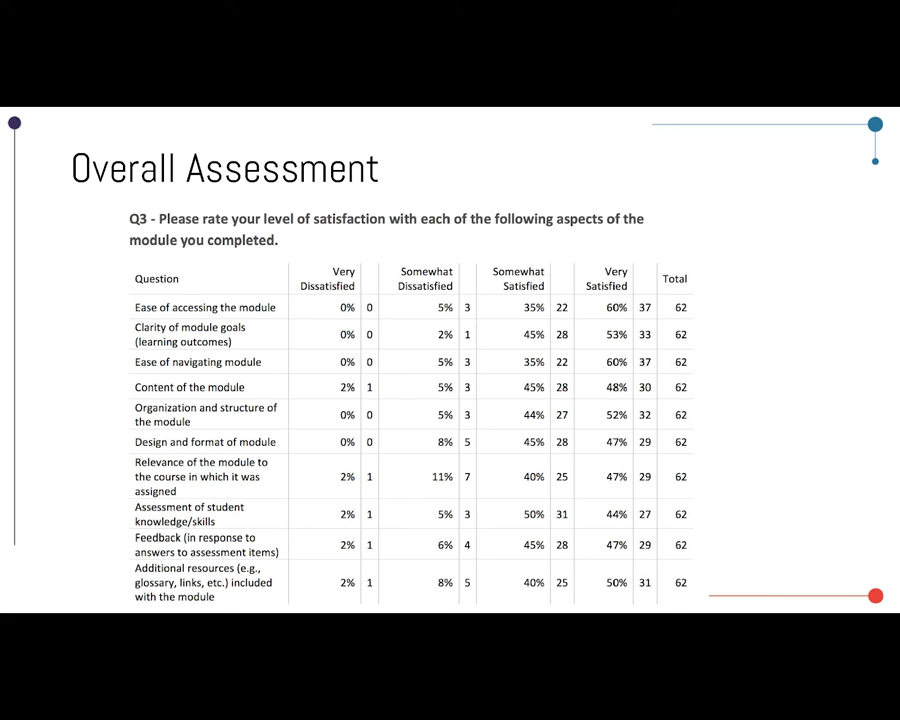 Overall Assessment
Q3 - Please rate your level of satisfaction with each of the following aspects of the
module you completed.
Question Very Dissatisfied Somewhat Dissatisfied Somewhat Satisfied Very Satisfied Total
Ease of accessing the module 0% 0 5% 3 35% 22 60% 37 62
Clarity of module goals
(learning outcomes) 0% 0 2% 1 45% 28 53% 33 62
Ease of navigating module 0% 0 5% 3 35% 22 60% 37 62
Content of the module 2% 1 5% 3 45% 28 48% 30 62
Organization and structure of
the module 0% 0 5% 3 44% 27 52% 32 62
Design and format of module 0% 0 8% 5 45% 28 47% 29 62
Relevance of the module to
the course in which it was
assigned 2% 1 11% 7 40% 25 47% 29 62
Assessment of student
knowledge/skills 2% 1 5% 3 50% 31 44% 27 62
Feedback (in response to
answers to assessment items) 2% 1 6% 4 45% 28 47% 29 62
Additional resources (e.g.,
glossary, links, etc.) included
with the module 2% 1 8% 5 40% 25 50% 31 62